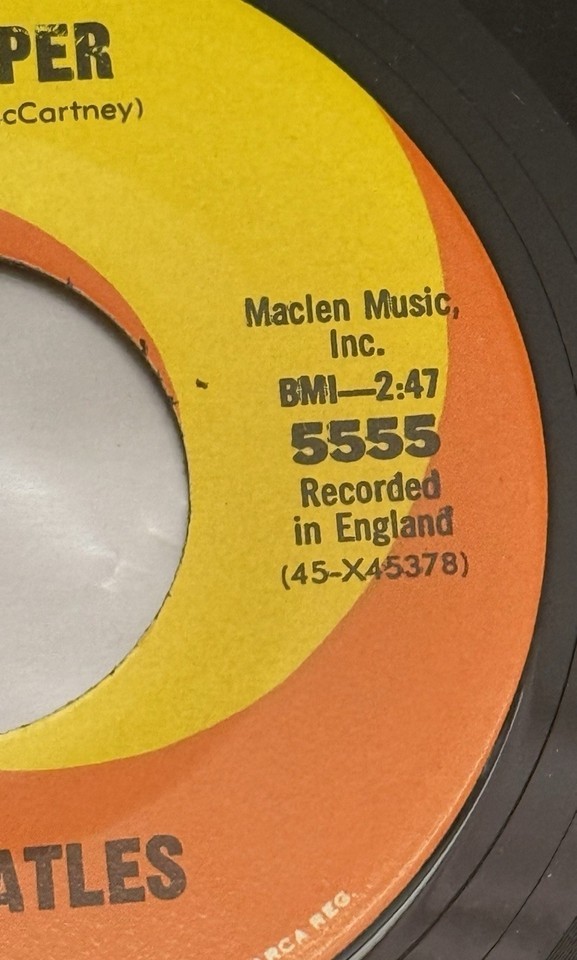 PER
cCartney)
Maclen Music,
Inc.
BMI—2:47
5555
Recorded
in England
(45-X45378)
ATLES
RCA REG.